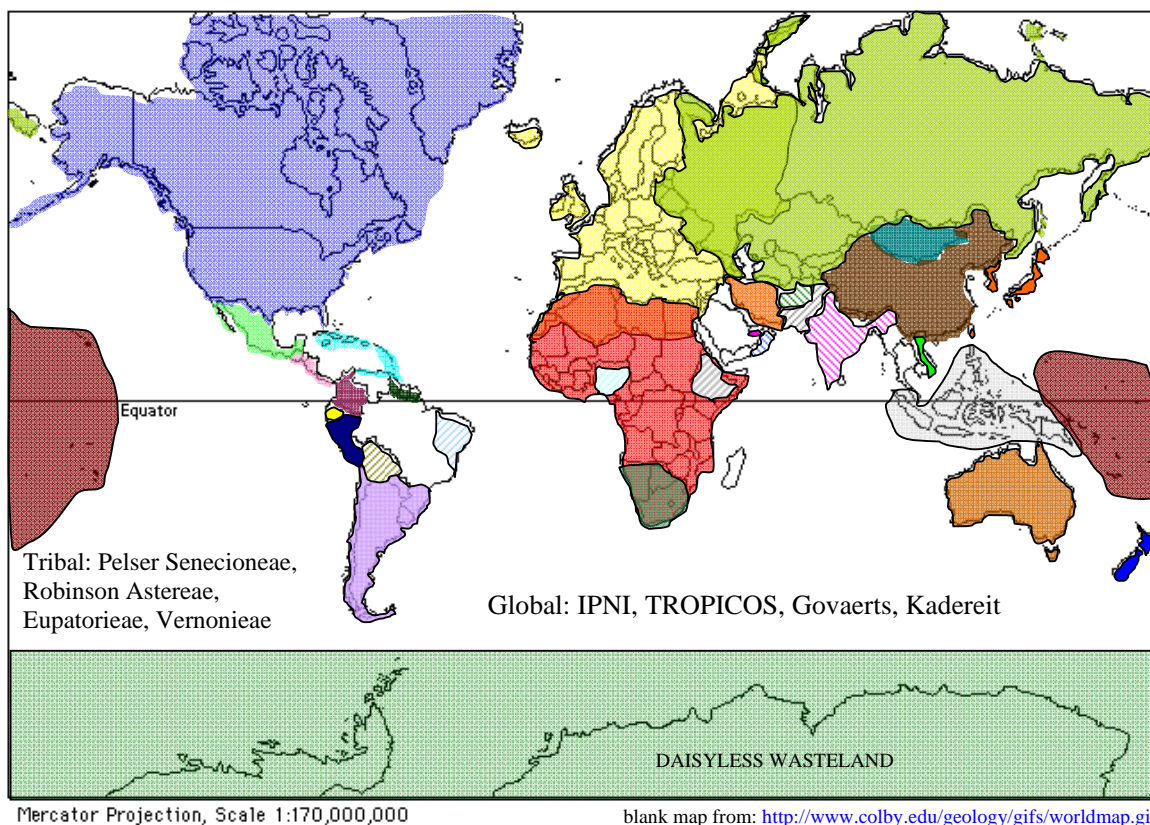 Equator
Tribal: Pelser Senecioneae,
Robinson Astereae,
Eupatorieae, Vernonieae
Global: IPNI, TROPICOS, Govaerts, Kadereit
DAISYLESS WASTELAND
Mercator Projection, Scale 1:170,000,000
blank map from: http://www.colby.edu/geology/gifs/worldmap.gi